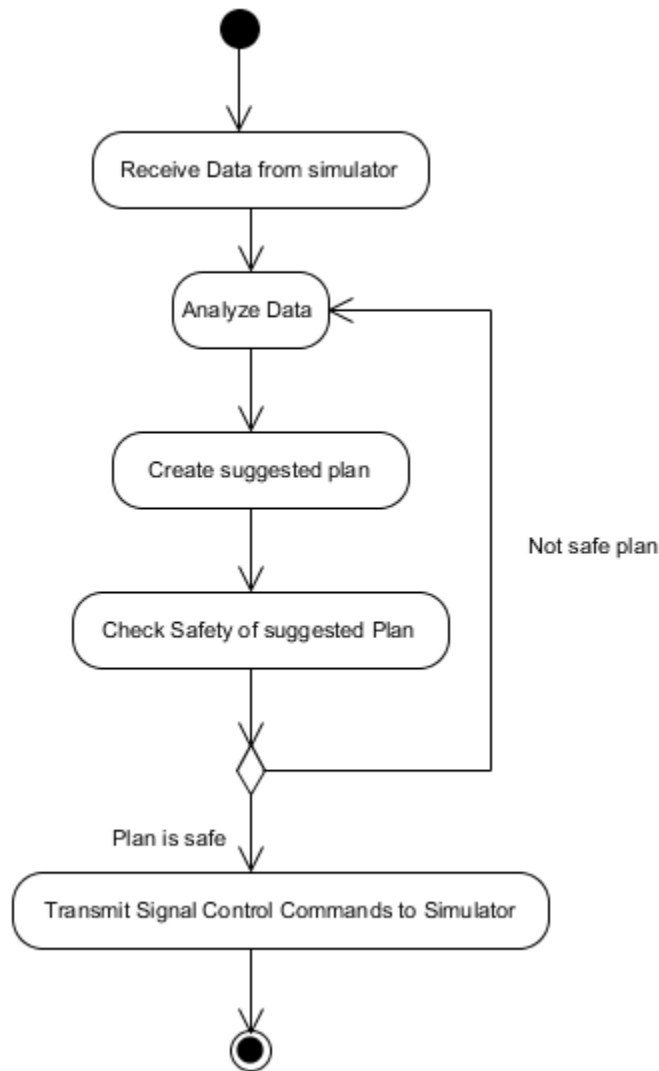 Receive Data from simulator
Analyze Data
Create suggested plan
Not safe plan
Check Safety of suggested Plan
Plan is safe
Transmit Signal Control Commands to Simulator